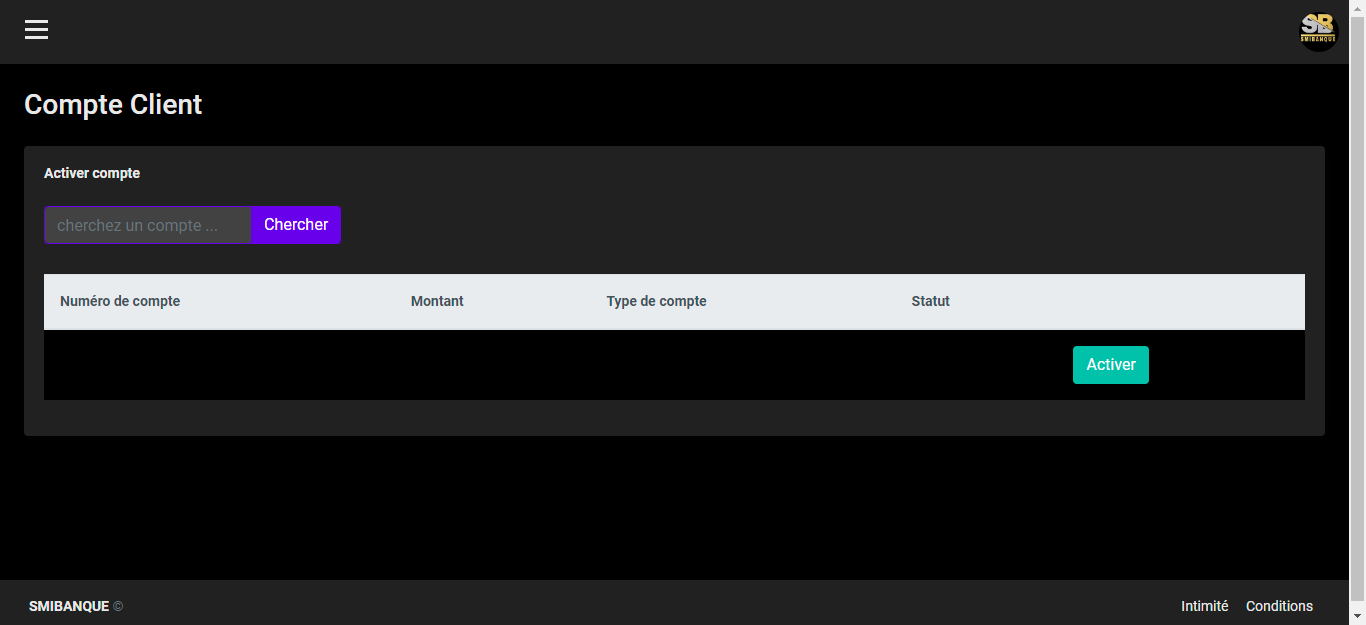 SB
SMIBANQUE
Compte Client
Activer compte
cherchez un compte ... Chercher
Numéro de compte Montant Type de compte Statut
Activer
SMIBANQUE © Intimité Conditions